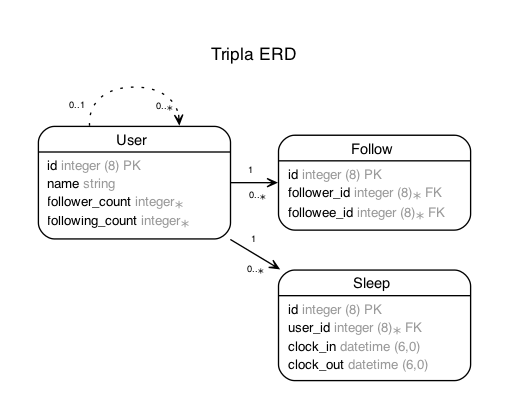 Tripla ERD
0..1
0..*
User
id integer (8) PK
name string
follower_count integer*
following_count integer*
1
0..*
Follow
id integer (8) PK
follower_id integer (8)* FK
followee_id integer (8)* FK
1
0..*
Sleep
id integer (8) PK
user_id integer (8)* FK
clock_in datetime (6,0)
clock_out datetime (6,0)